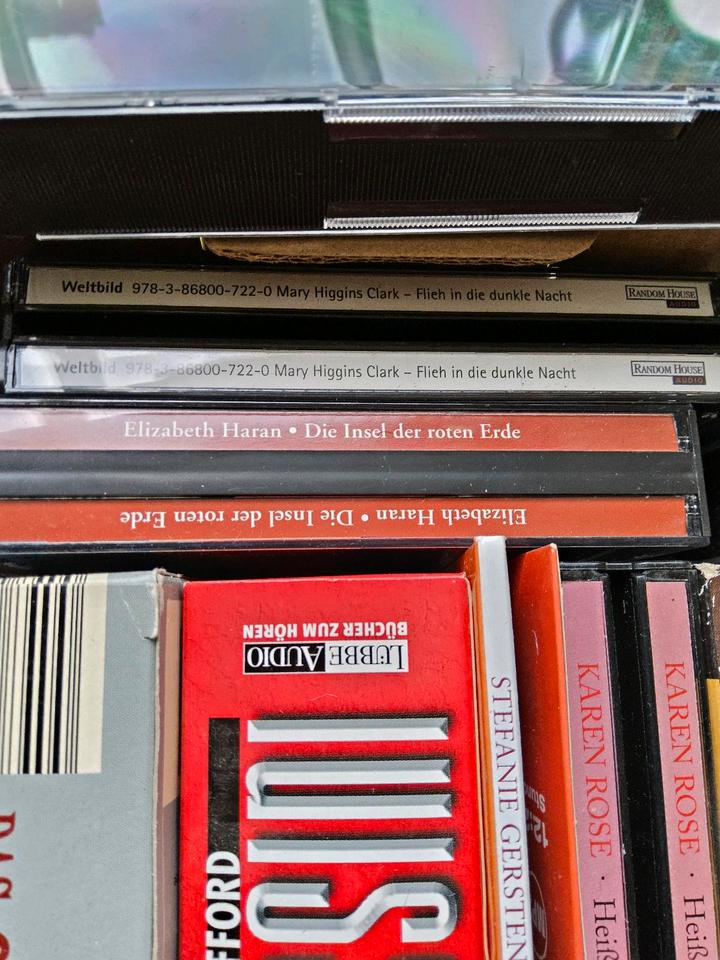 Weltbild 978-3-86800-722-0 Mary Higgins Clark – Flieh in die dunkle Nacht
RANDOM HOUSE
AUDIO
Weltbild 978-3-86800-722-0 Mary Higgins Clark – Flieh in die dunkle Nacht
RANDOM HOUSE
AUDIO
Elizabeth Haran • Die Insel der roten Erde
Elizabeth Haran • Die Insel der roten Erde
LÜBBE AUDIO
BÜCHER ZUM HÖREN
STEFANIE GERSTEN
KAREN ROSE · Heiß
KAREN ROSE · Heiß